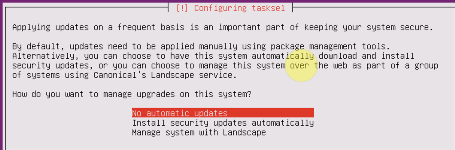 [!] Configuring tasksel
Applying updates on a frequent basis is an important part of keeping your system secure.
By default, updates need to be applied manually using package management tools.
Alternatively, you can choose to have this system automatically download and install
security updates, or you can choose to manage this system over the web as part of a group
of systems using Canonical's Landscape service.
How do you want to manage upgrades on this system?
No automatic updates
Install security updates automatically
Manage system with Landscape